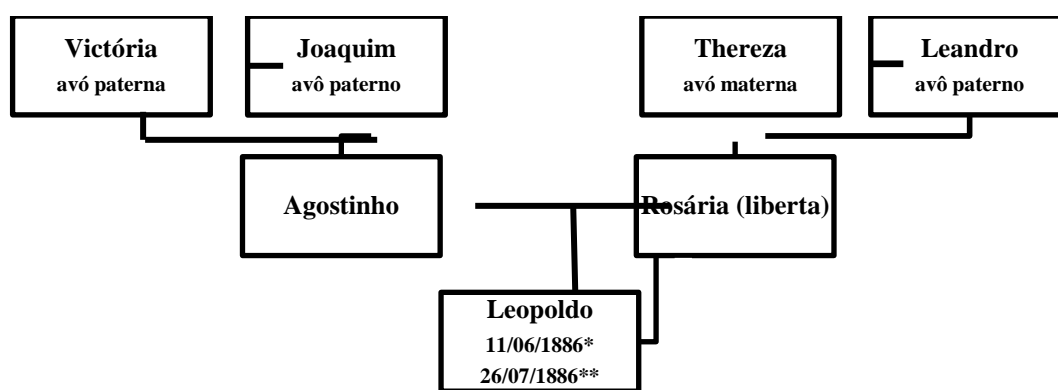 Victória
avó paterna
Joaquim
avô paterno
Thereza
avó materna
Leandro
avô paterno
Agostinho
Rosária (liberta)
Leopoldo
11/06/1886*
26/07/1886**